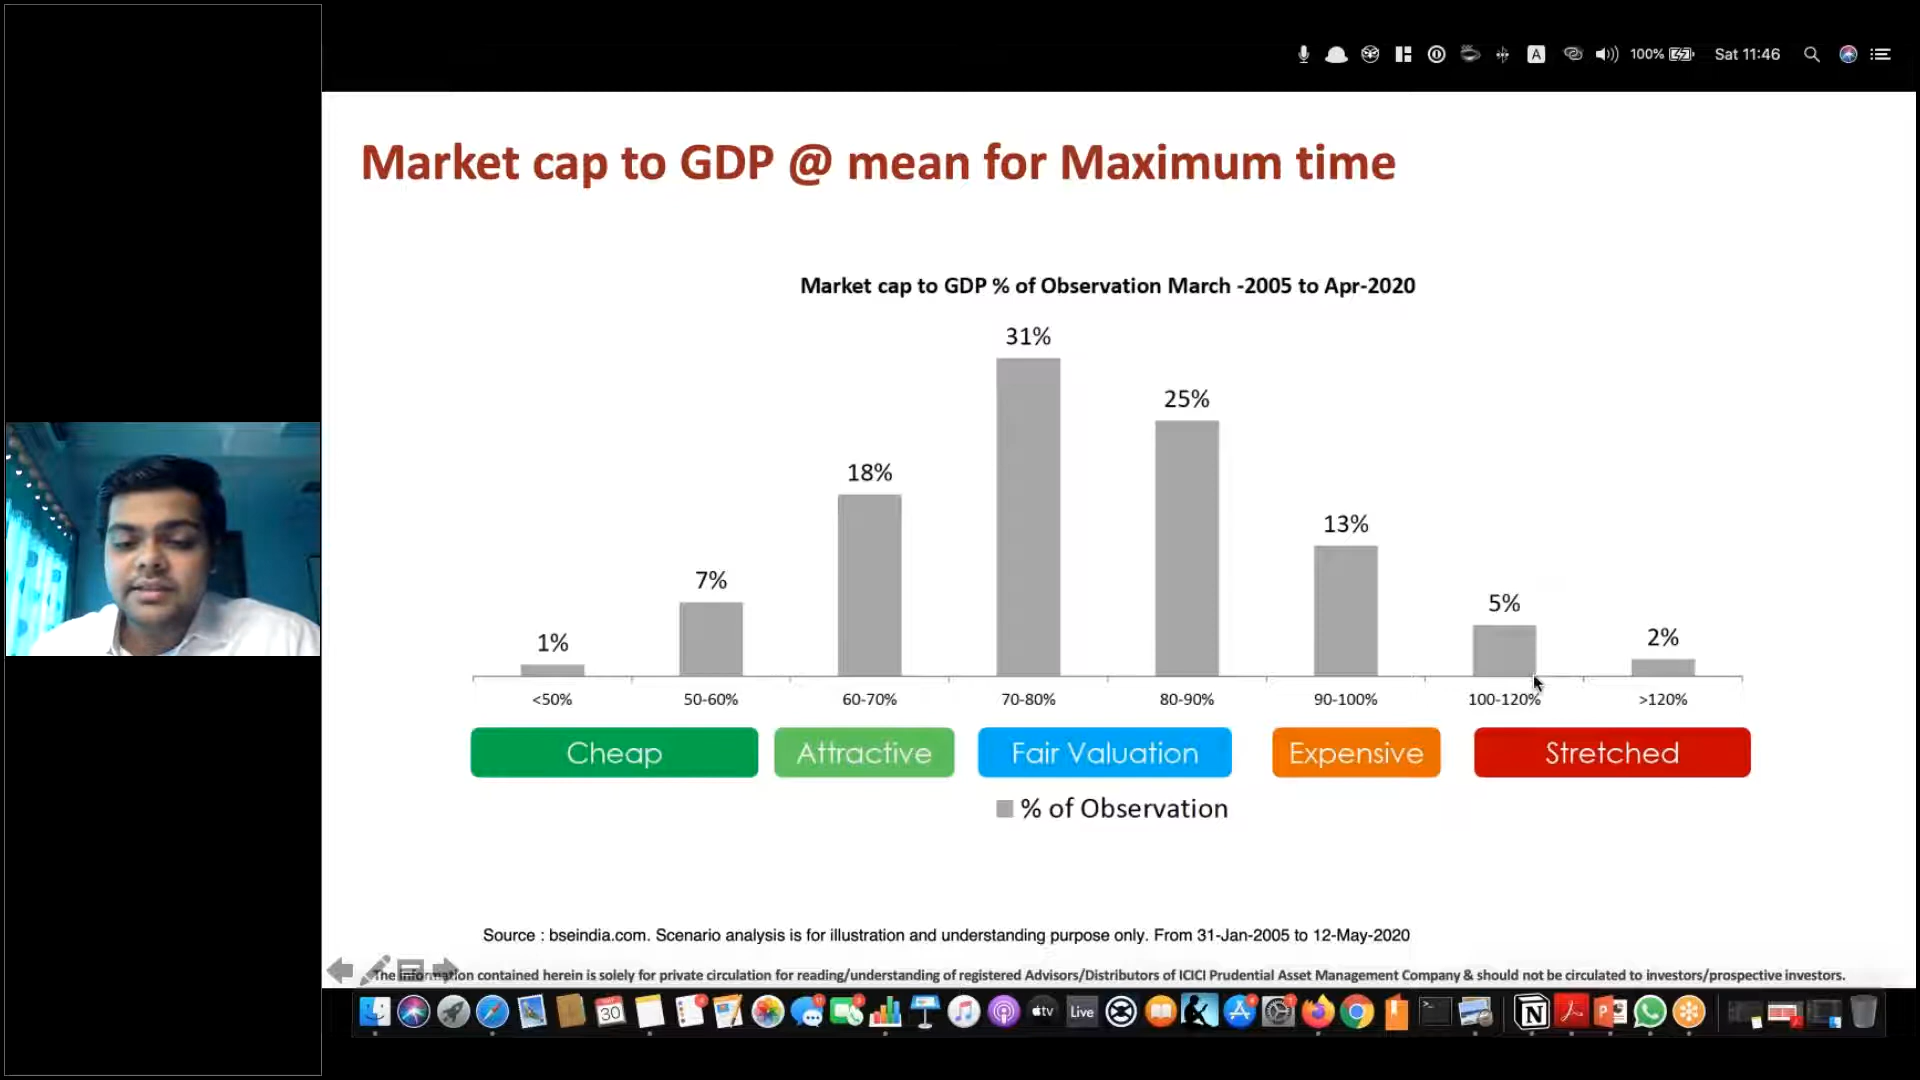 100%
Sat 11:46
A
Market cap to GDP @ mean for Maximum time
Market cap to GDP % of Observation March -2005 to Apr-2020
31%
25%
18%
13%
7%
5%
2%
1%
<50% 50-60% 60-70% 70-80% 80-90% 90-100% 100-120% >120%
Cheap Attractive Fair Valuation Expensive Stretched
% of Observation
Source : bseindia.com. Scenario analysis is for illustration and understanding purpose only. From 31-Jan-2005 to 12-May-2020
The information contained herein is solely for private circulation for reading/understanding of registered Advisors/Distributors of ICICI Prudential Asset Management Company & should not be circulated to investors/prospective investors.
30
tv
Live
N